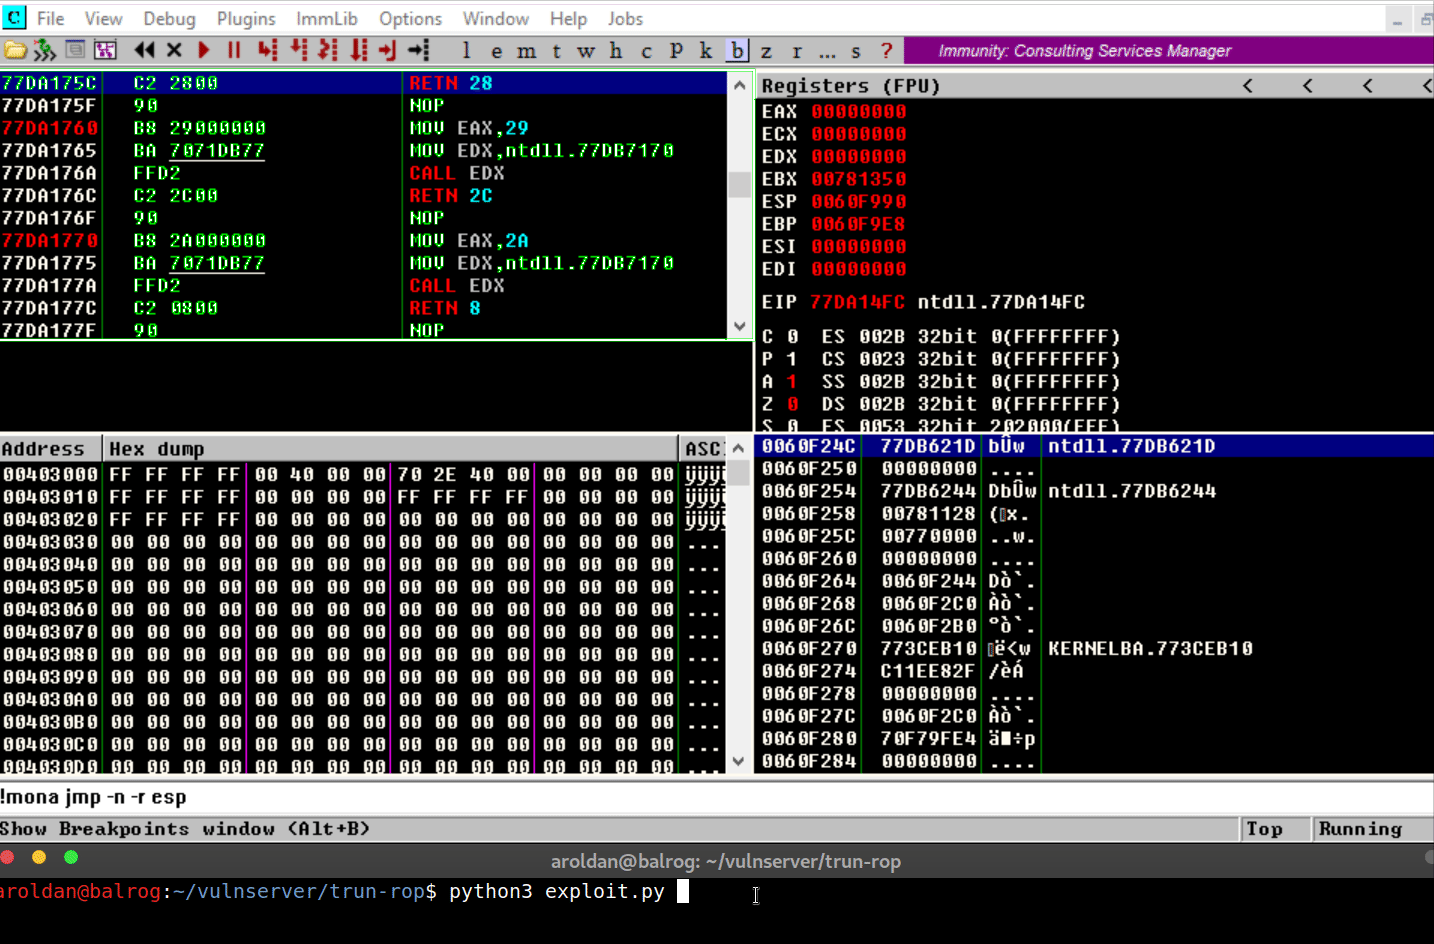 C File View Debug Plugins ImmLib Options Window Help Jobs
l e m t w h c P k b z r ... s ? Immunity: Consulting Services Manager
77DA175C C2 2800 RETN 28
77DA175F 90 NOP
77DA1760 B8 29000000 MOV EAX,29
77DA1765 BA 7071DB77 MOV EDX,ntdll.77DB7170
77DA176A FFD2 CALL EDX
77DA176C C2 2C00 RETN 2C
77DA176F 90 NOP
77DA1770 B8 2A000000 MOV EAX,2A
77DA1775 BA 7071DB77 MOV EDX,ntdll.77DB7170
77DA177A FFD2 CALL EDX
77DA177C C2 0800 RETN 8
77DA177F 90 NOP
Registers (FPU) < < < <
EAX 00000000
ECX 00000000
EDX 00000000
EBX 00781350
ESP 0060F990
EBP 0060F9E8
ESI 00000000
EDI 00000000
EIP 77DA14FC ntdll.77DA14FC
C 0 ES 002B 32bit 0(FFFFFFFF)
P 1 CS 0023 32bit 0(FFFFFFFF)
A 1 SS 002B 32bit 0(FFFFFFFF)
Z 0 DS 002B 32bit 0(FFFFFFFF)
S 0 FS 0053 32bit 202000(FFF)
Address Hex dump ASC
00403000 FF FF FF FF 00 40 00 00 70 2E 40 00 00 00 00 00 ÿÿÿÿ
00403010 FF FF FF FF 00 00 00 00 FF FF FF FF 00 00 00 00 ÿÿÿÿ
00403020 FF FF FF FF 00 00 00 00 00 00 00 00 00 00 00 00 ÿÿÿÿ
00403030 00 00 00 00 00 00 00 00 00 00 00 00 00 00 00 00 ...
00403040 00 00 00 00 00 00 00 00 00 00 00 00 00 00 00 00 ...
00403050 00 00 00 00 00 00 00 00 00 00 00 00 00 00 00 00 ...
00403060 00 00 00 00 00 00 00 00 00 00 00 00 00 00 00 00 ...
00403070 00 00 00 00 00 00 00 00 00 00 00 00 00 00 00 00 ...
00403080 00 00 00 00 00 00 00 00 00 00 00 00 00 00 00 00 ...
00403090 00 00 00 00 00 00 00 00 00 00 00 00 00 00 00 00 ...
004030A0 00 00 00 00 00 00 00 00 00 00 00 00 00 00 00 00 ...
004030B0 00 00 00 00 00 00 00 00 00 00 00 00 00 00 00 00 ...
004030C0 00 00 00 00 00 00 00 00 00 00 00 00 00 00 00 00 ...
004030D0 00 00 00 00 00 00 00 00 00 00 00 00 00 00 00 00 ...
0060F24C 77DB621D bÛw ntdll.77DB621D
0060F250 00000000 ....
0060F254 77DB6244 DbÛw ntdll.77DB6244
0060F258 00781128 (x.
0060F25C 00770000 ..w.
0060F260 00000000 ....
0060F264 0060F244 Dò`.
0060F268 0060F2C0 Àò`.
0060F26C 0060F2B0 °ò`.
0060F270 773CEB10 ë<w KERNELBA.773CEB10
0060F274 C11EE82F /èÁ
0060F278 00000000 ....
0060F27C 0060F2C0 Àò`.
0060F280 70F79FE4 ä÷p
0060F284 00000000 ....
!mona jmp -n -r esp
Show Breakpoints window (Alt+B) Top Running
aroldan@balrog: ~/vulnserver/trun-rop
aroldan@balrog:~/vulnserver/trun-rop$ python3 exploit.py